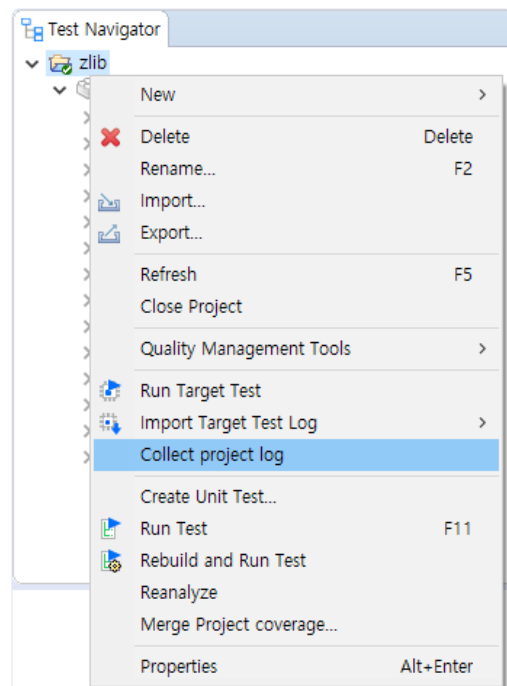 Test Navigator
zlib
New
Delete Delete
Rename... F2
Import...
Export...
Refresh F5
Close Project
Quality Management Tools
Run Target Test
Import Target Test Log
Collect project log
Create Unit Test...
Run Test F11
Rebuild and Run Test
Reanalyze
Merge Project coverage...
Properties Alt+Enter